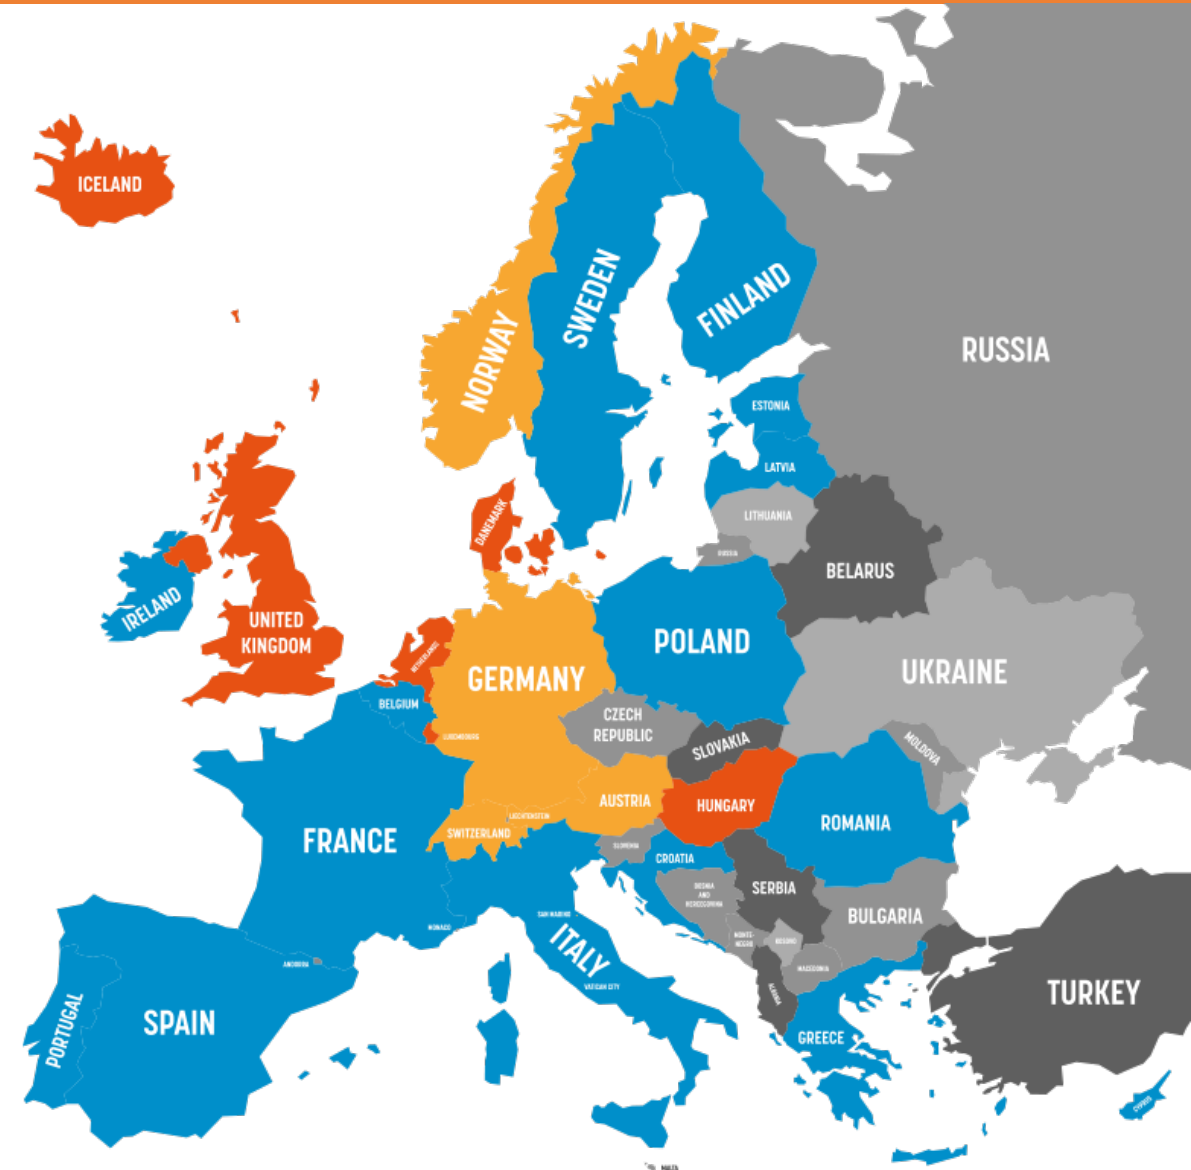 ICELAND
NORWAY
SWEDEN
FINLAND
RUSSIA
ESTONIA
LATVIA
LITHUANIA
RUSSIA
DANEMARK
BELARUS
IRELAND
UNITED
KINGDOM
NETHERLANDS
POLAND
GERMANY
UKRAINE
BELGIUM
LUXEMBOURG
CZECH
REPUBLIC
SLOVAKIA
MOLDOVA
AUSTRIA
HUNGARY
LIECHTENSTEIN
SWITZERLAND
FRANCE
ROMANIA
SLOVENIA
CROATIA
BOSNIA
AND
HERZEGOVINA
SERBIA
SAN MARINO
BULGARIA
MONACO
ITALY
MONTE-
NEGRO
KOSOVO
ANDORRA
MACEDONIA
VATICAN CITY
ALBANIA
TURKEY
PORTUGAL
SPAIN
GREECE
CYPRUS
MALTA